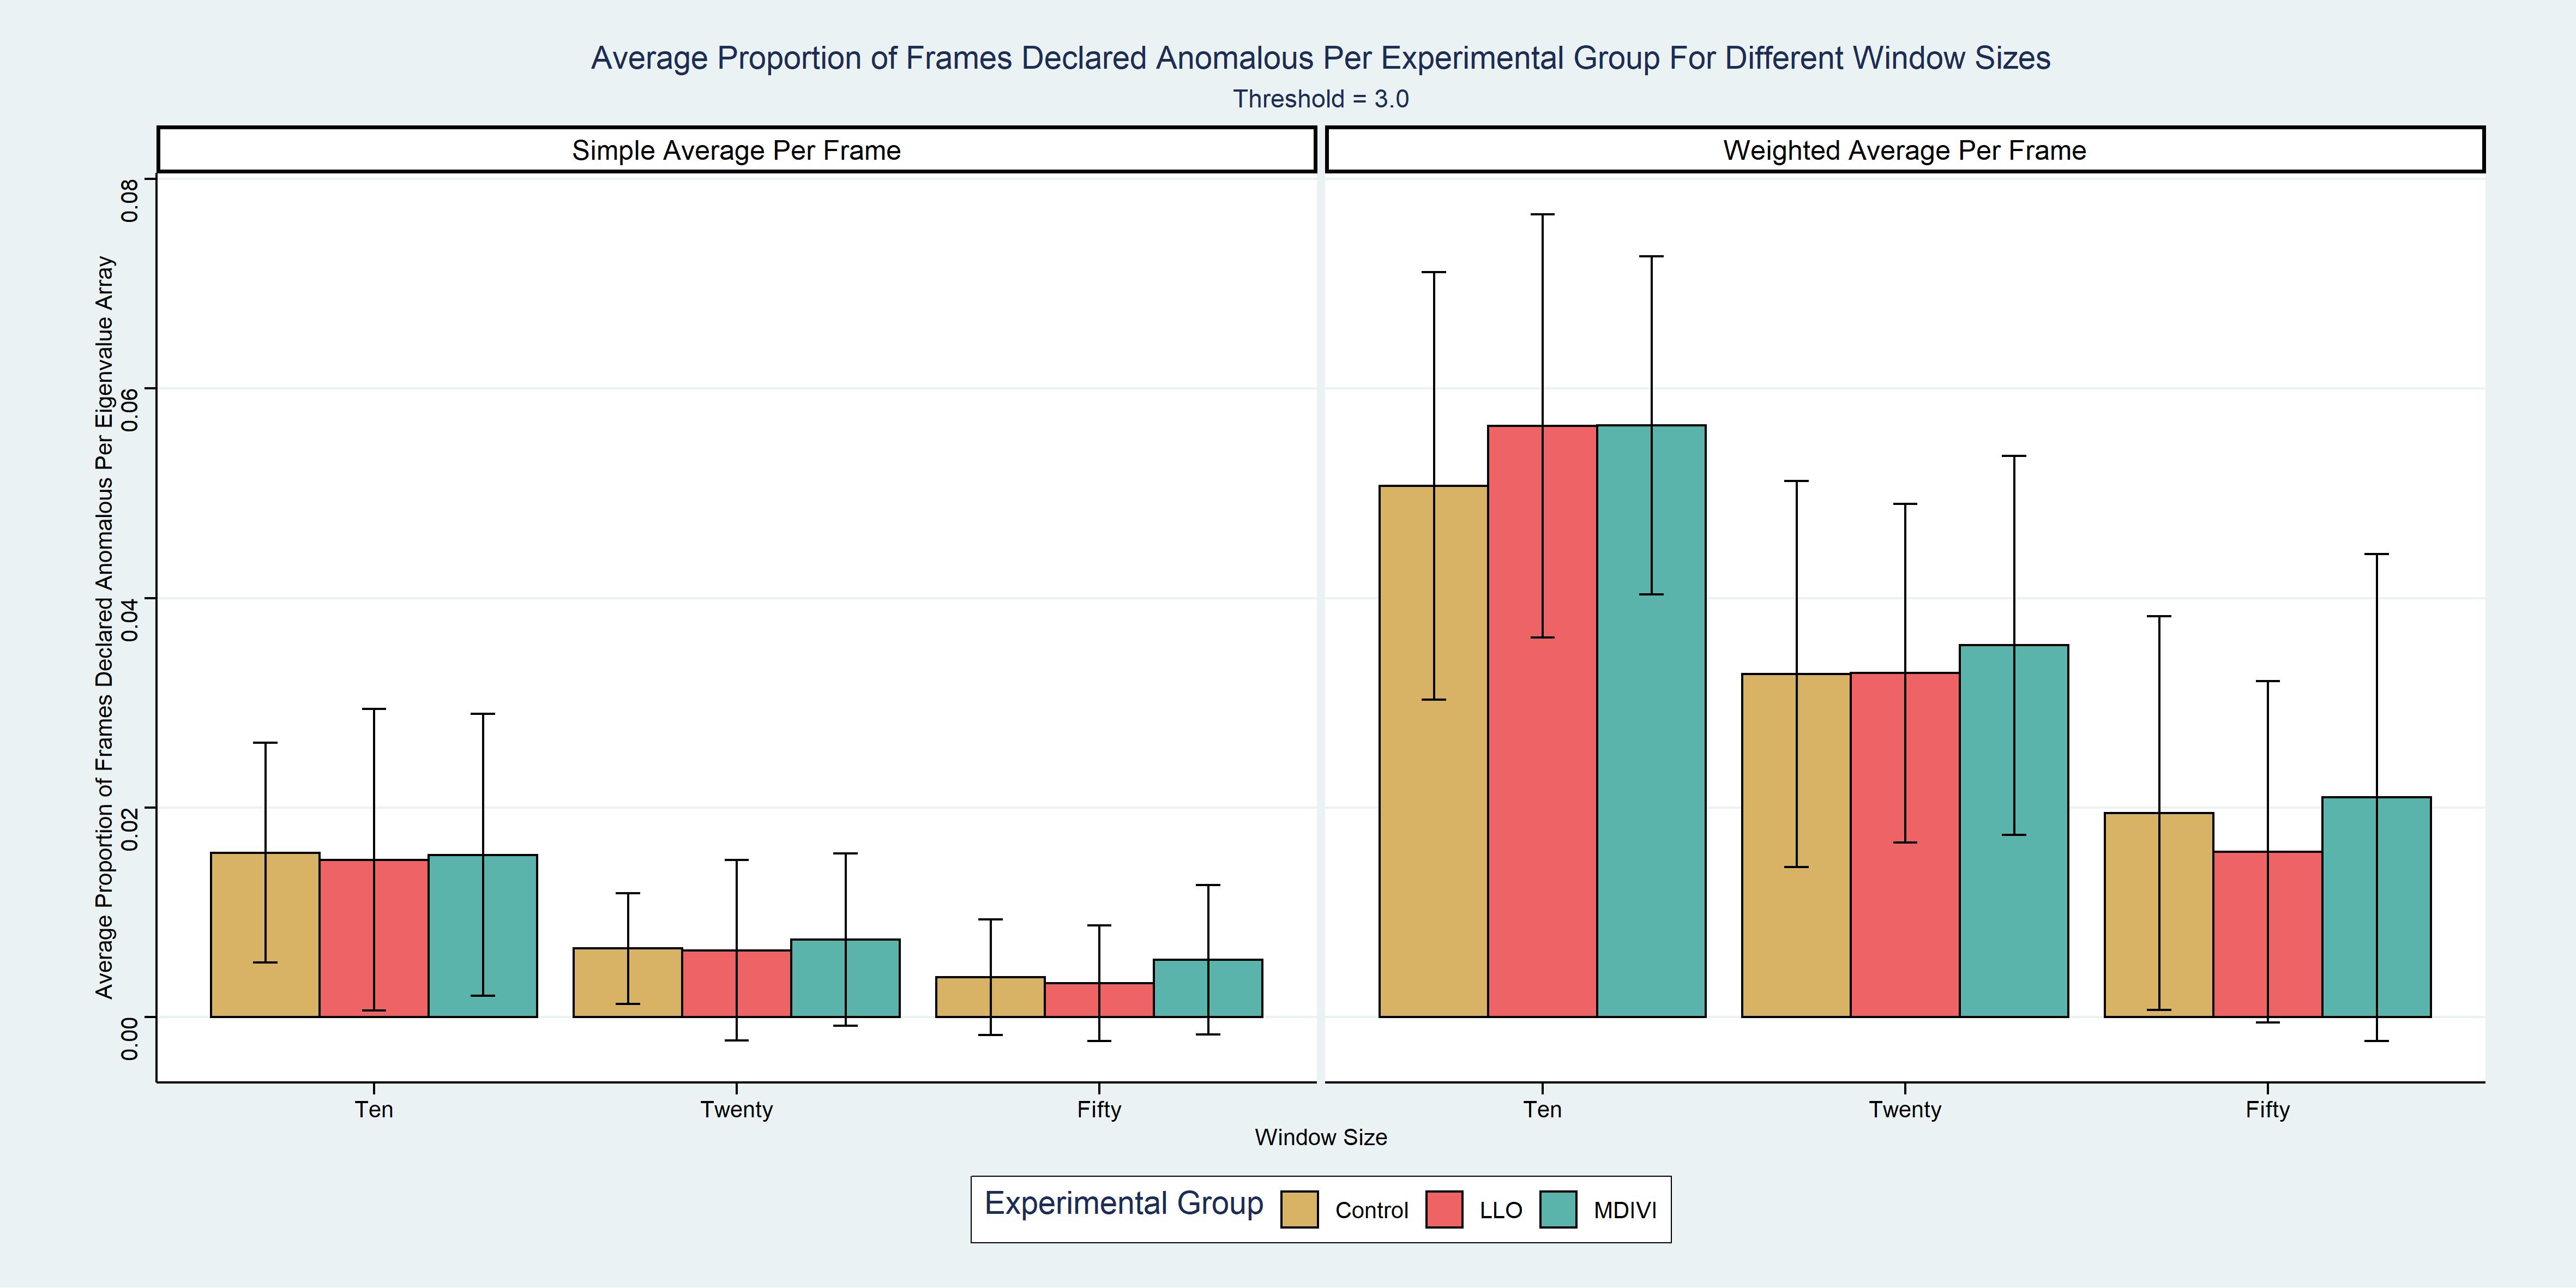 Average Proportion of Frames Declared Anomalous Per Experimental Group For Different Window Sizes
Threshold = 3.0
Simple Average Per Frame
Weighted Average Per Frame
Average Proportion of Frames Declared Anomalous Per Eigenvalue Array
0.08
0.06
0.04
0.02
0.00
Ten
Twenty
Fifty
Ten
Twenty
Fifty
Window Size
Experimental Group
Control
LLO
MDIVI